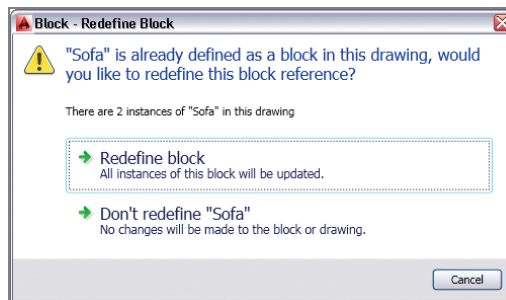 Block - Redefine Block
"Sofa" is already defined as a block in this drawing, would
you like to redefine this block reference?
There are 2 instances of "Sofa" in this drawing
Redefine block
All instances of this block will be updated.
Don't redefine "Sofa"
No changes will be made to the block or drawing.
Cancel